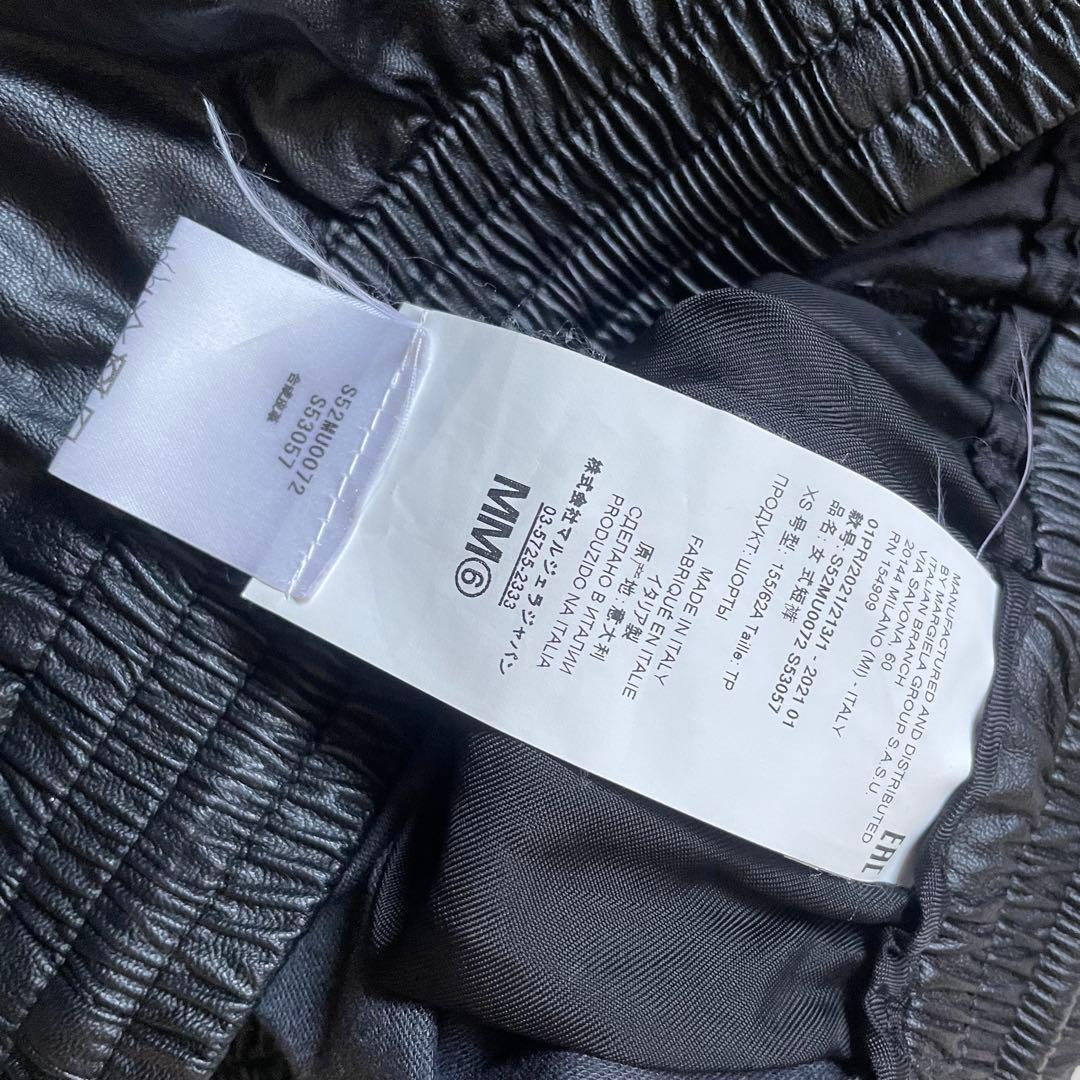 MANUFACTURED AND DISTRIBUTED
BY MARGIELA GROUP S.A.S.U.
ITALIAN BRANCH
VIA SAVONA, 60
20144 MILANO (MI) - ITALY
RN 154909
01PR/2021I/23I/1 - 2021 01
款号: S52MU0072 S53057
品名: 女式短裤
XS 号型: 155/62A Taille: TP
ПРОДУКТ: ШОРТЫ
MADE IN ITALY
FABRIQUÉ EN ITALIE
イタリア製
原产地: 意大利
СДЕЛАНО В ИТАЛИИ
PRODUZIDO NA ITALIA
株式会社マルジェラジャパン
03-5725-2333
MM⑥
EAC
S52MU0072
S53057
合成皮革